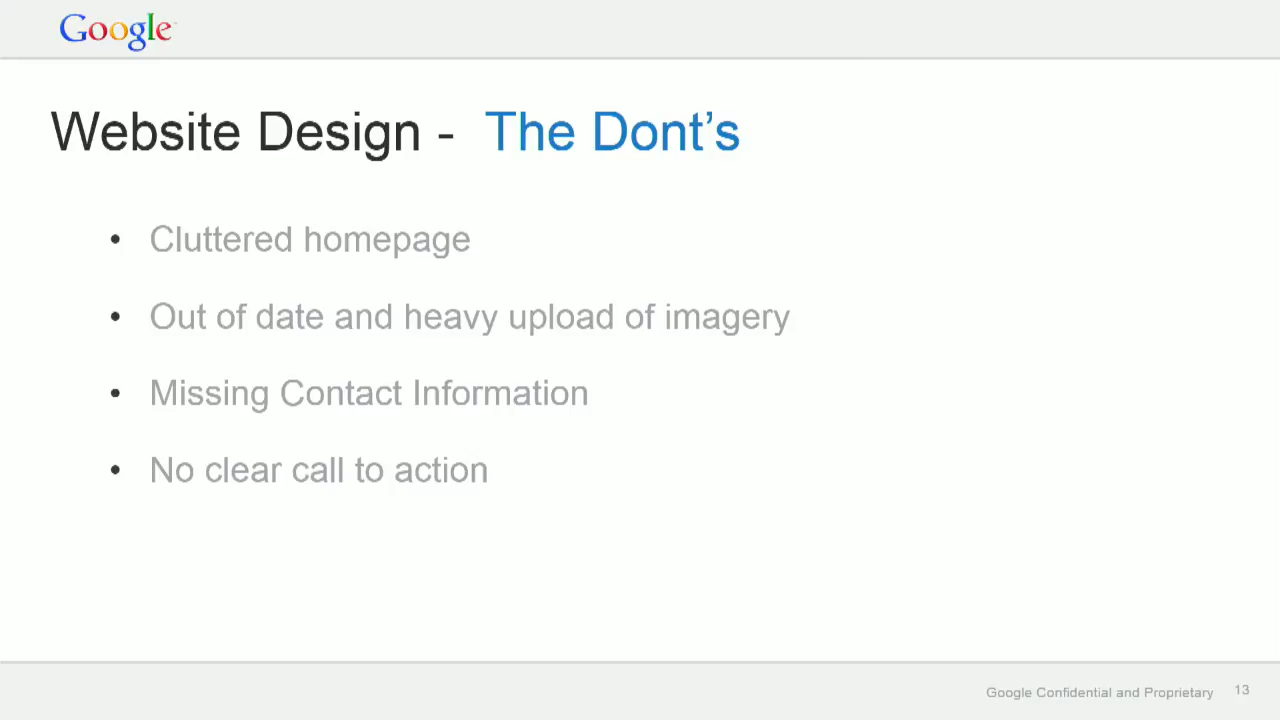 Google
Website Design - The Dont’s
• Cluttered homepage
• Out of date and heavy upload of imagery
• Missing Contact Information
• No clear call to action
Google Confidential and Proprietary 13